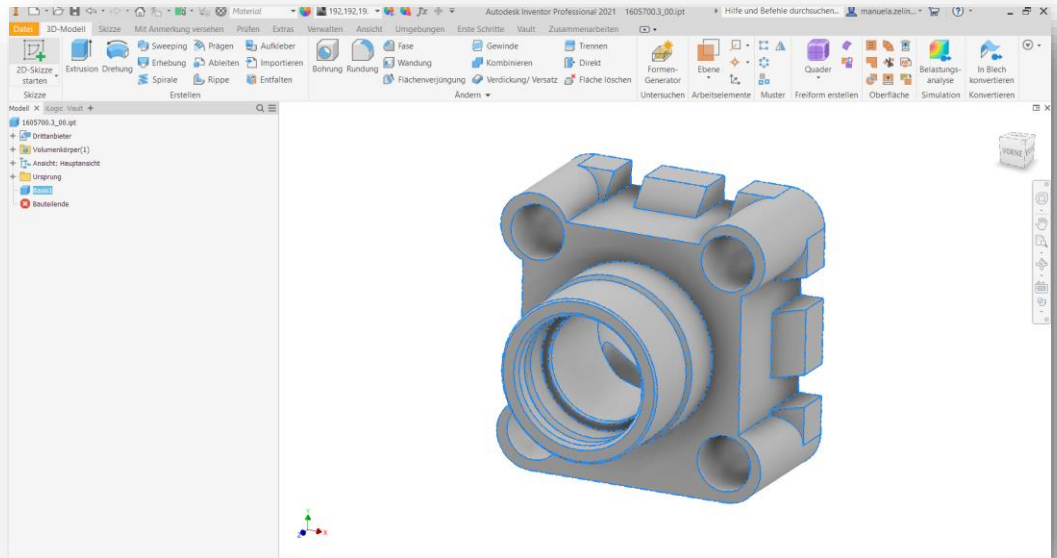 Material 192,192,19. fx Autodesk Inventor Professional 2021 1605700.3_00.ipt Hilfe und Befehle durchsuchen... manuela.zelin...
Datei 3D-Modell Skizze Mit Anmerkung versehen Prüfen Extras Verwalten Ansicht Umgebungen Erste Schritte Vault Zusammenarbeiten
2D-Skizze starten
Extrusion
Drehung
Sweeping Prägen Aufkleber
Erhebung Ableiten Importieren
Spirale Rippe Entfalten
Bohrung
Rundung
Fase Gewinde Trennen
Wandung Kombinieren Direkt
Flächenverjüngung Verdickung/ Versatz Fläche löschen
Formen-Generator
Ebene
Quader
Belastungs-analyse
In Blech konvertieren
Skizze Erstellen Ändern Untersuchen Arbeitselemente Muster Freiform erstellen Oberfläche Simulation Konvertieren
Modell iLogic Vault
1605700.3_00.ipt
Drittanbieter
Volumenkörper(1)
Ansicht: Hauptansicht
Ursprung
Bauteilende
VORNE
Y
Z
X